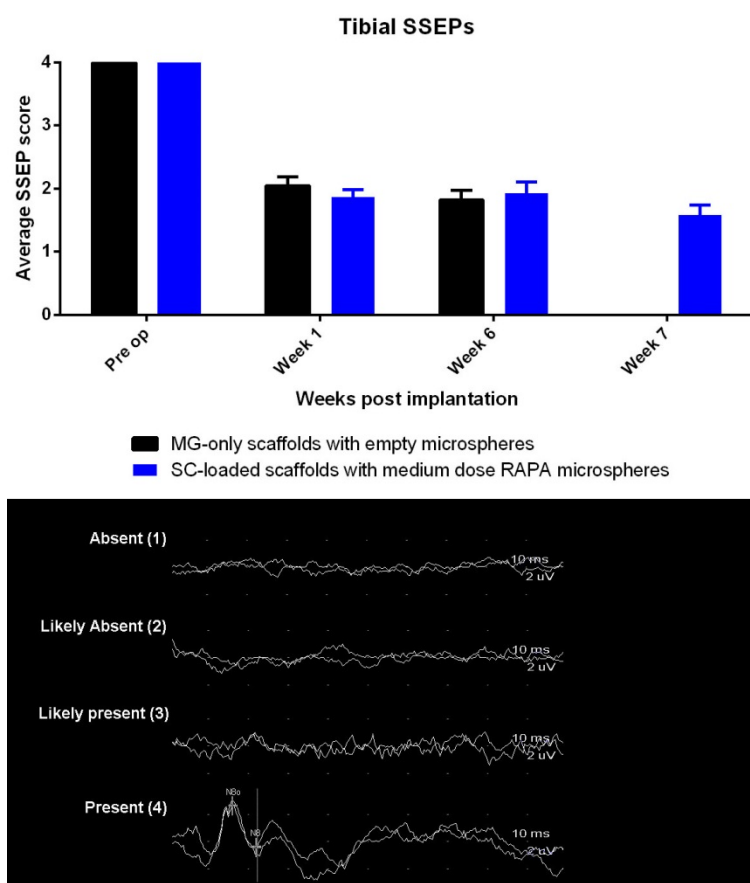 Tibial SSEPs
Average SSEP score
4
3
2
1
0
Pre op
Week 1
Week 6
Week 7
Weeks post implantation
MG-only scaffolds with empty microspheres
SC-loaded scaffolds with medium dose RAPA microspheres
Absent (1)
10 ms
2 uV
Likely Absent (2)
10 ms
2 uV
Likely present (3)
10 ms
2 uV
Present (4)
N8
10 ms
2 uV